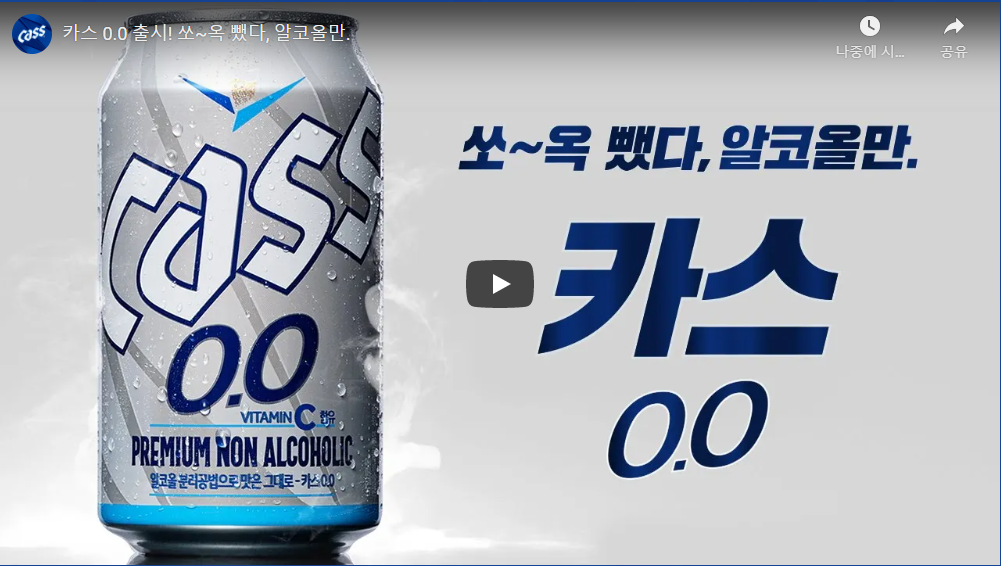 cass
카스 0.0 출시! 쏘~옥 뺐다, 알코올만.
나중에 시...
공유
쏘~옥 뺐다, 알코올만.
카스
0.0
Cass
0.0
VITAMIN C 함유
PREMIUM NON ALCOHOLIC
알코올 분리공법으로 맛은 그대로-카스 0.0